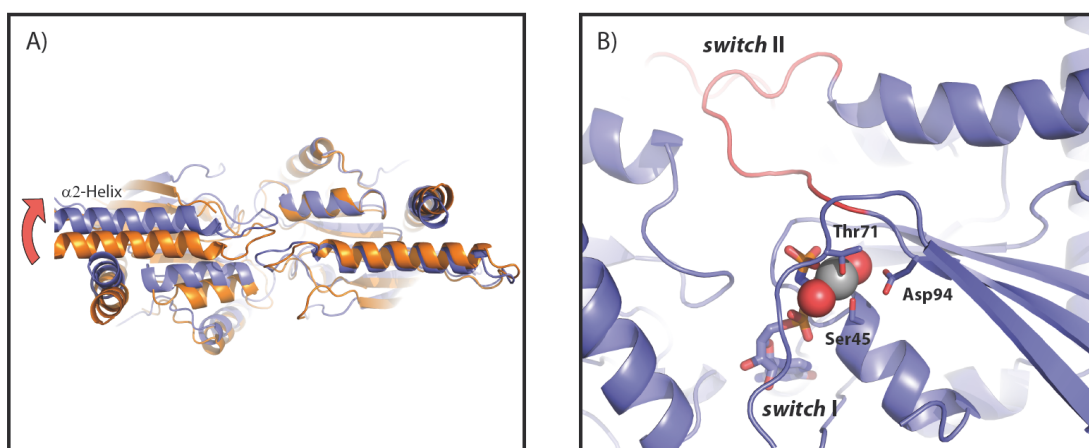 A)
α2-Helix
B)
switch II
Thr71
Asp94
Ser45
switch I